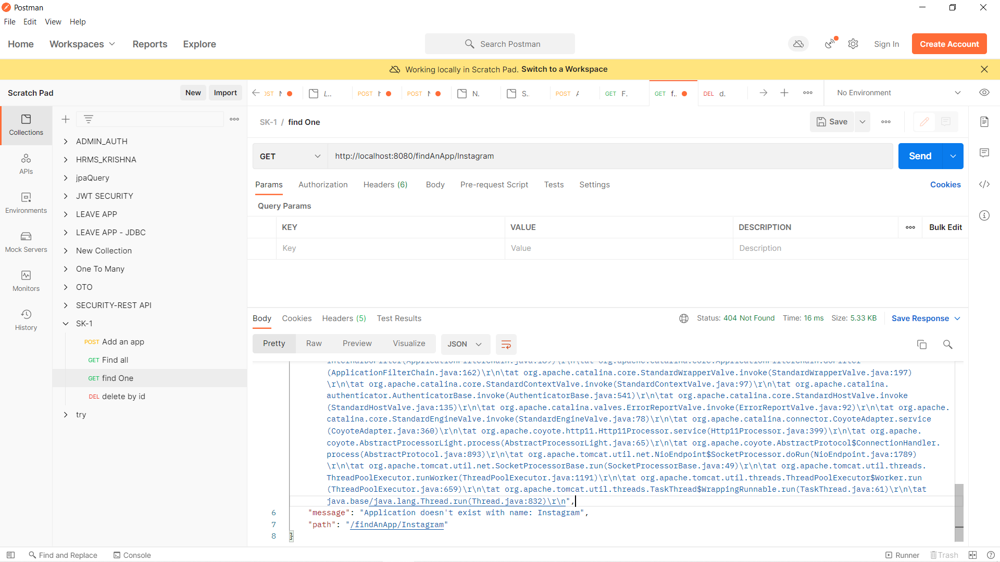 Postman
File Edit View Help
Home Workspaces Reports Explore
Search Postman
Sign In
Create Account
Working locally in Scratch Pad. Switch to a Workspace
Scratch Pad
New Import
L..
POST
POST
N.
S.
POST
GET F.
GET f..
DEL d.
No Environment
Collections
APIs
Environments
Mock Servers
Monitors
History
ADMIN_AUTH
HRMS_KRISHNA
jpaQuery
JWT SECURITY
LEAVE APP
LEAVE APP - JDBC
New Collection
One To Many
OTO
SECURITY-REST API
SK-1
POST Add an app
GET Find all
GET find One
DEL delete by id
try
SK-1 / find One
Save
GET
http://localhost:8080/findAnApp/Instagram
Send
Params Authorization Headers (6) Body Pre-request Script Tests Settings
Cookies
Query Params
KEY VALUE DESCRIPTION
Bulk Edit
Key Value Description
Body Cookies Headers (5) Test Results
Status: 404 Not Found Time: 16 ms Size: 5.33 KB
Save Response
Pretty Raw Preview Visualize
JSON
internalDoFilter(ApplicationFilterChain.java:189)\r\n\tat org.apache.catalina.core.ApplicationFilterChain.doFilter
(ApplicationFilterChain.java:162)\r\n\tat org.apache.catalina.core.StandardWrapperValve.invoke(StandardWrapperValve.java:197)
\r\n\tat org.apache.catalina.core.StandardContextValve.invoke(StandardContextValve.java:97)\r\n\tat org.apache.catalina.
authenticator.AuthenticatorBase.invoke(AuthenticatorBase.java:541)\r\n\tat org.apache.catalina.core.StandardHostValve.invoke
(StandardHostValve.java:135)\r\n\tat org.apache.catalina.valves.ErrorReportValve.invoke(ErrorReportValve.java:92)\r\n\tat org.apache.
catalina.core.StandardEngineValve.invoke(StandardEngineValve.java:78)\r\n\tat org.apache.catalina.connector.CoyoteAdapter.service
(CoyoteAdapter.java:360)\r\n\tat org.apache.coyote.http11.Http11Processor.service(Http11Processor.java:399)\r\n\tat org.apache.
coyote.AbstractProcessorLight.process(AbstractProcessorLight.java:65)\r\n\tat org.apache.coyote.AbstractProtocol$ConnectionHandler.
process(AbstractProtocol.java:893)\r\n\tat org.apache.tomcat.util.net.NioEndpoint$SocketProcessor.doRun(NioEndpoint.java:1789)
\r\n\tat org.apache.tomcat.util.net.SocketProcessorBase.run(SocketProcessorBase.java:49)\r\n\tat org.apache.tomcat.util.threads.
ThreadPoolExecutor.runWorker(ThreadPoolExecutor.java:1191)\r\n\tat org.apache.tomcat.util.threads.ThreadPoolExecutor$Worker.run
(ThreadPoolExecutor.java:659)\r\n\tat org.apache.tomcat.util.threads.TaskThread$WrappingRunnable.run(TaskThread.java:61)\r\n\tat
java.base/java.lang.Thread.run(Thread.java:832)\r\n",
6 "message": "Application doesn't exist with name: Instagram",
7 "path": "/findAnApp/Instagram"
8 }
Find and Replace Console
Runner Trash